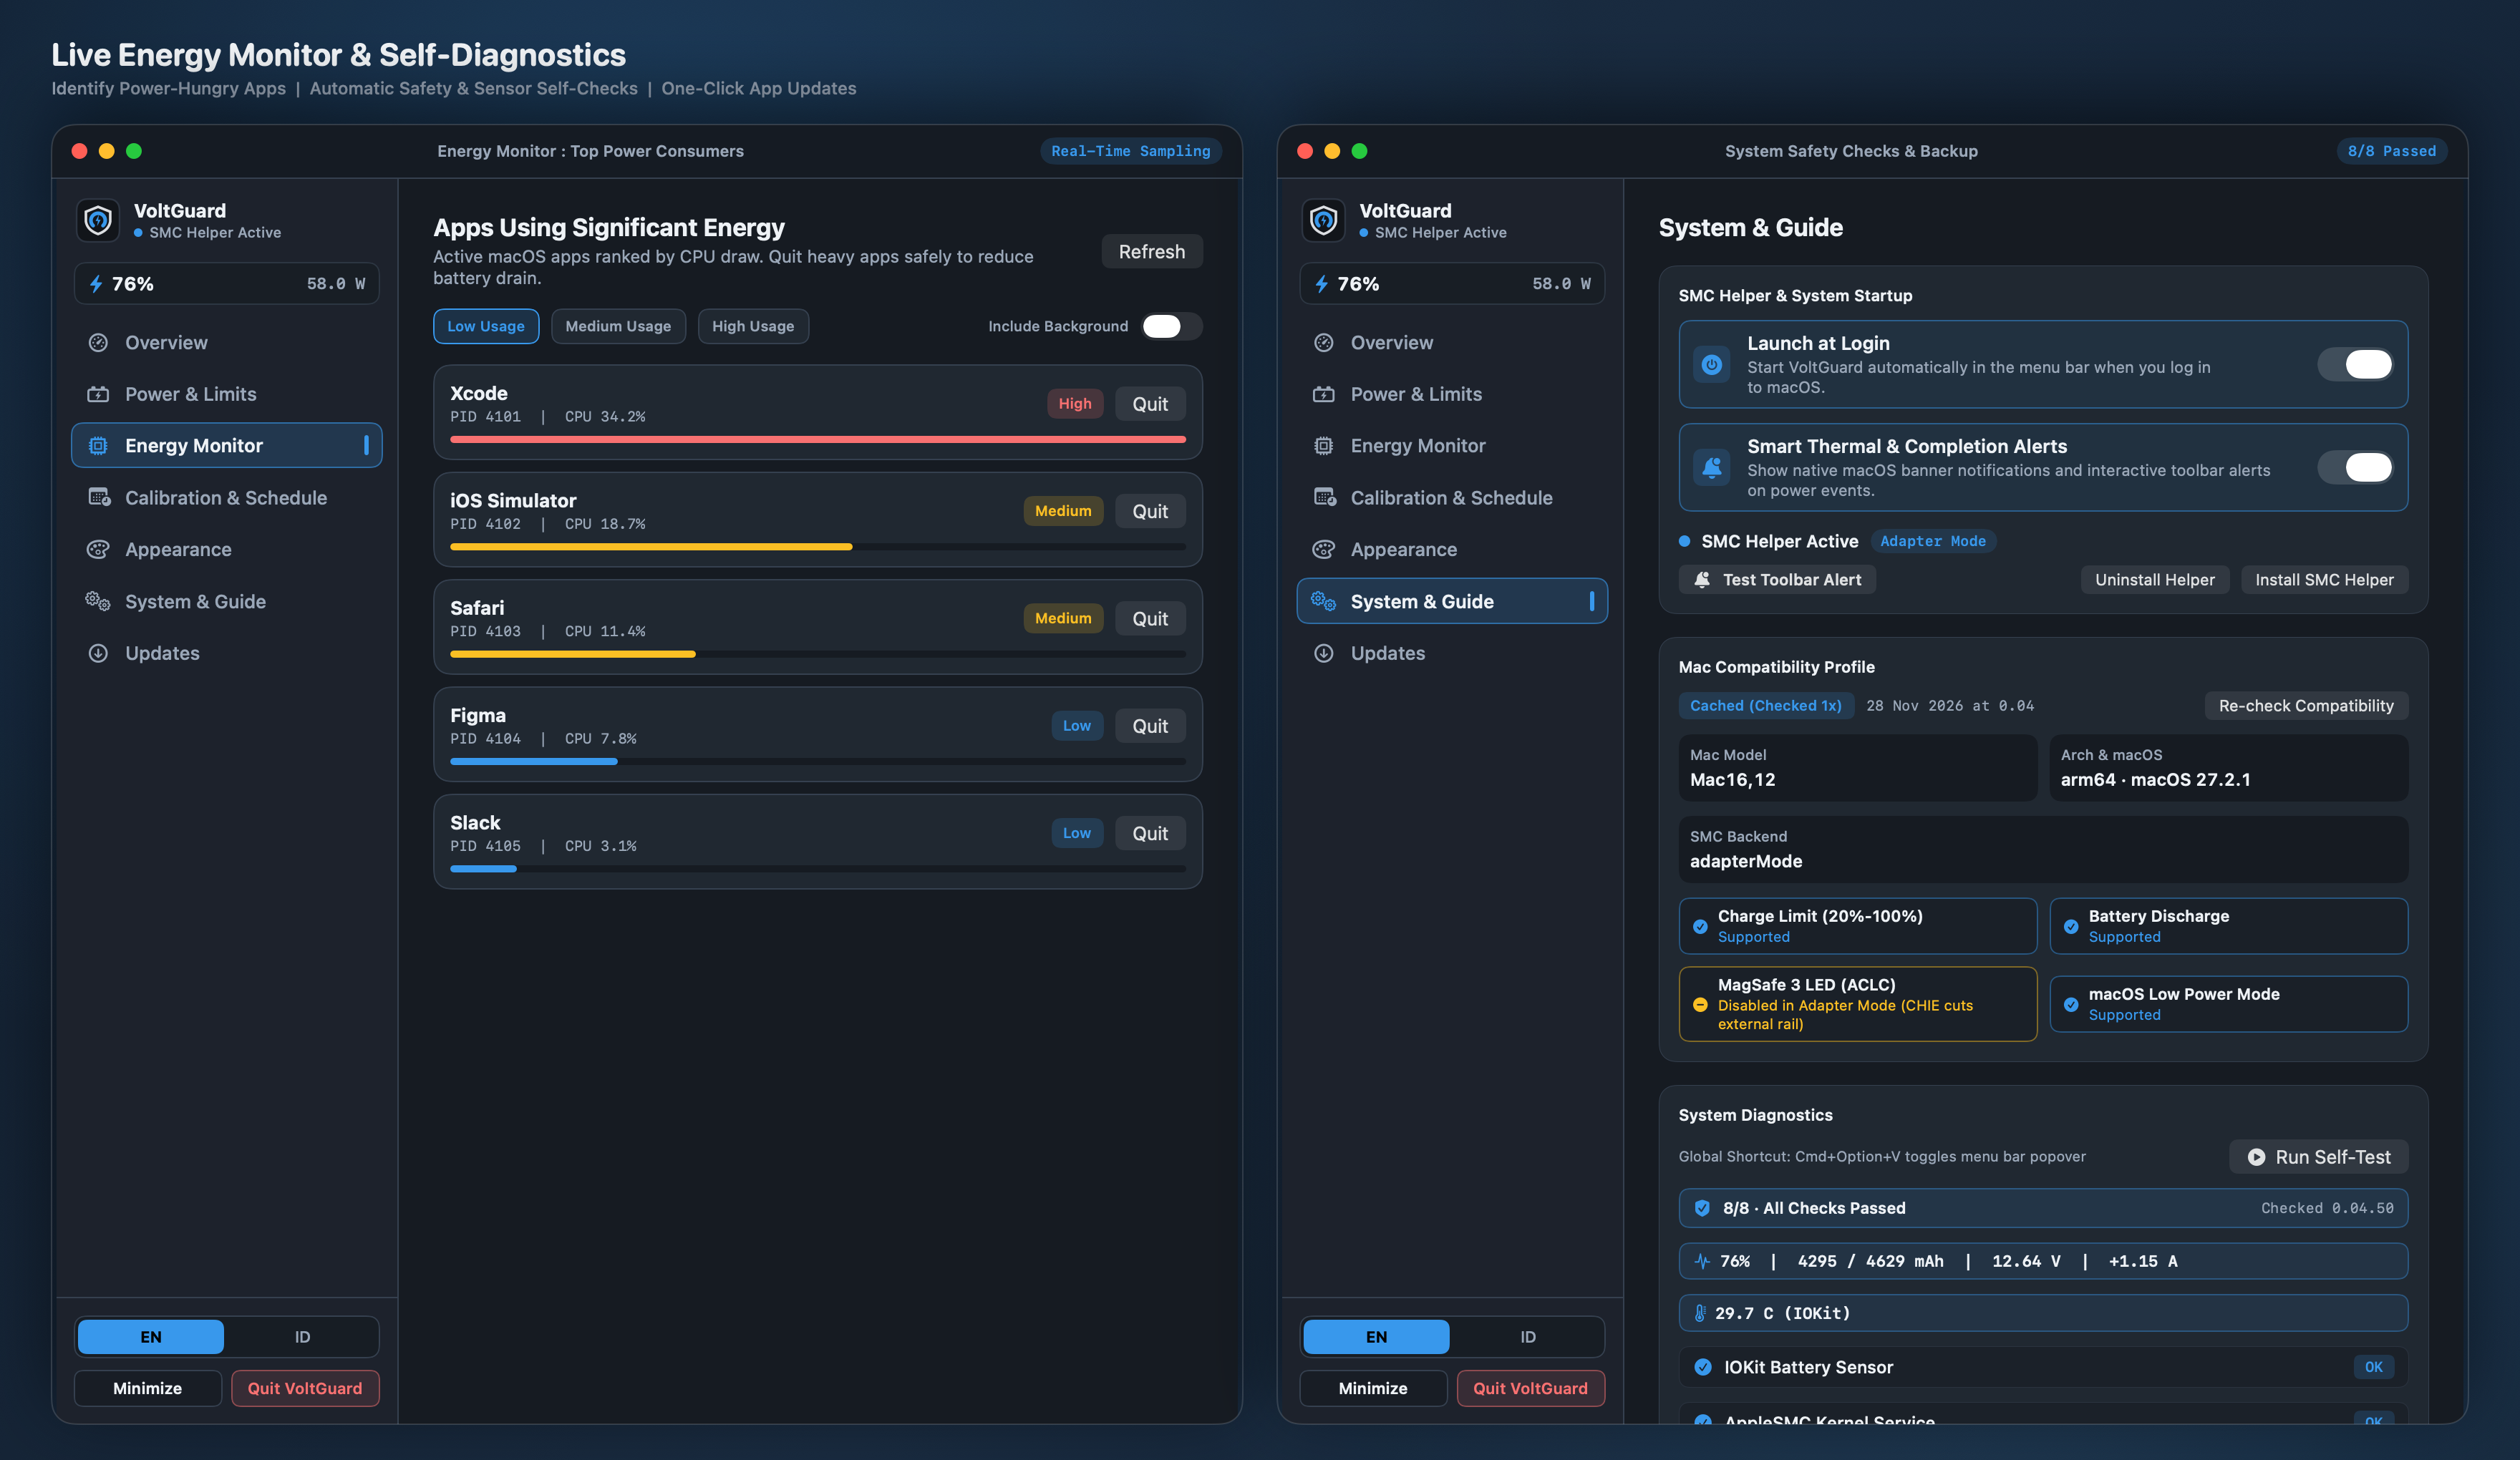 Live Energy Monitor & Self-Diagnostics
Identify Power-Hungry Apps | Automatic Safety & Sensor Self-Checks | One-Click App Updates
Energy Monitor : Top Power Consumers
Real-Time Sampling
VoltGuard
SMC Helper Active
76%
58.0 W
Overview
Power & Limits
Energy Monitor
Calibration & Schedule
Appearance
System & Guide
Updates
EN
ID
Minimize
Quit VoltGuard
Apps Using Significant Energy
Active macOS apps ranked by CPU draw. Quit heavy apps safely to reduce
battery drain.
Refresh
Low Usage
Medium Usage
High Usage
Include Background
Xcode
PID 4101 | CPU 34.2%
High
Quit
iOS Simulator
PID 4102 | CPU 18.7%
Medium
Quit
Safari
PID 4103 | CPU 11.4%
Medium
Quit
Figma
PID 4104 | CPU 7.8%
Low
Quit
Slack
PID 4105 | CPU 3.1%
Low
Quit
System Safety Checks & Backup
8/8 Passed
VoltGuard
SMC Helper Active
76%
58.0 W
Overview
Power & Limits
Energy Monitor
Calibration & Schedule
Appearance
System & Guide
Updates
EN
ID
Minimize
Quit VoltGuard
System & Guide
SMC Helper & System Startup
Launch at Login
Start VoltGuard automatically in the menu bar when you log in
to macOS.
Smart Thermal & Completion Alerts
Show native macOS banner notifications and interactive toolbar alerts
on power events.
SMC Helper Active
Adapter Mode
Test Toolbar Alert
Uninstall Helper
Install SMC Helper
Mac Compatibility Profile
Cached (Checked 1x)
28 Nov 2026 at 0.04
Re-check Compatibility
Mac Model
Mac16,12
Arch & macOS
arm64 · macOS 27.2.1
SMC Backend
adapterMode
Charge Limit (20%-100%)
Supported
Battery Discharge
Supported
MagSafe 3 LED (ACLC)
Disabled in Adapter Mode (CHIE cuts
external rail)
macOS Low Power Mode
Supported
System Diagnostics
Global Shortcut: Cmd+Option+V toggles menu bar popover
Run Self-Test
8/8 · All Checks Passed
Checked 0.04.50
76% | 4295 / 4629 mAh | 12.64 V | +1.15 A
29.7 C (IOKit)
IOKit Battery Sensor
OK
AppleSMC Kernel Service
OK